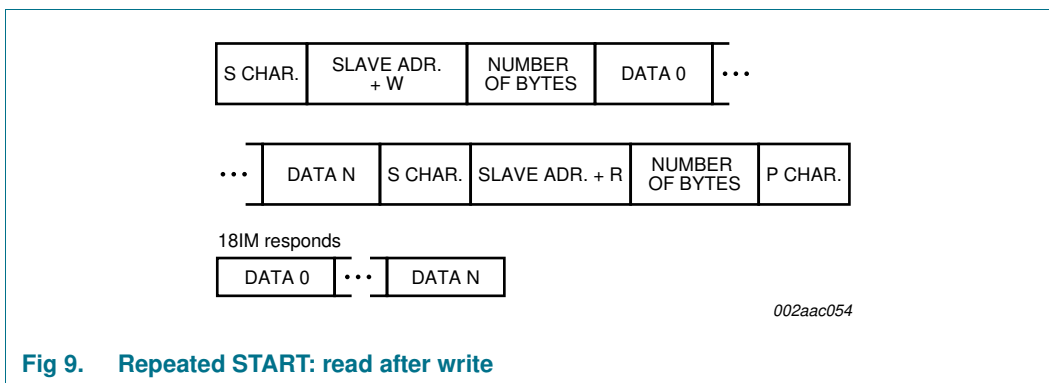 S CHAR. SLAVE ADR. + W NUMBER OF BYTES DATA 0 •••
••• DATA N S CHAR. SLAVE ADR. + R NUMBER OF BYTES P CHAR.
18IM responds
DATA 0 ••• DATA N
002aac054
Fig 9. Repeated START: read after write